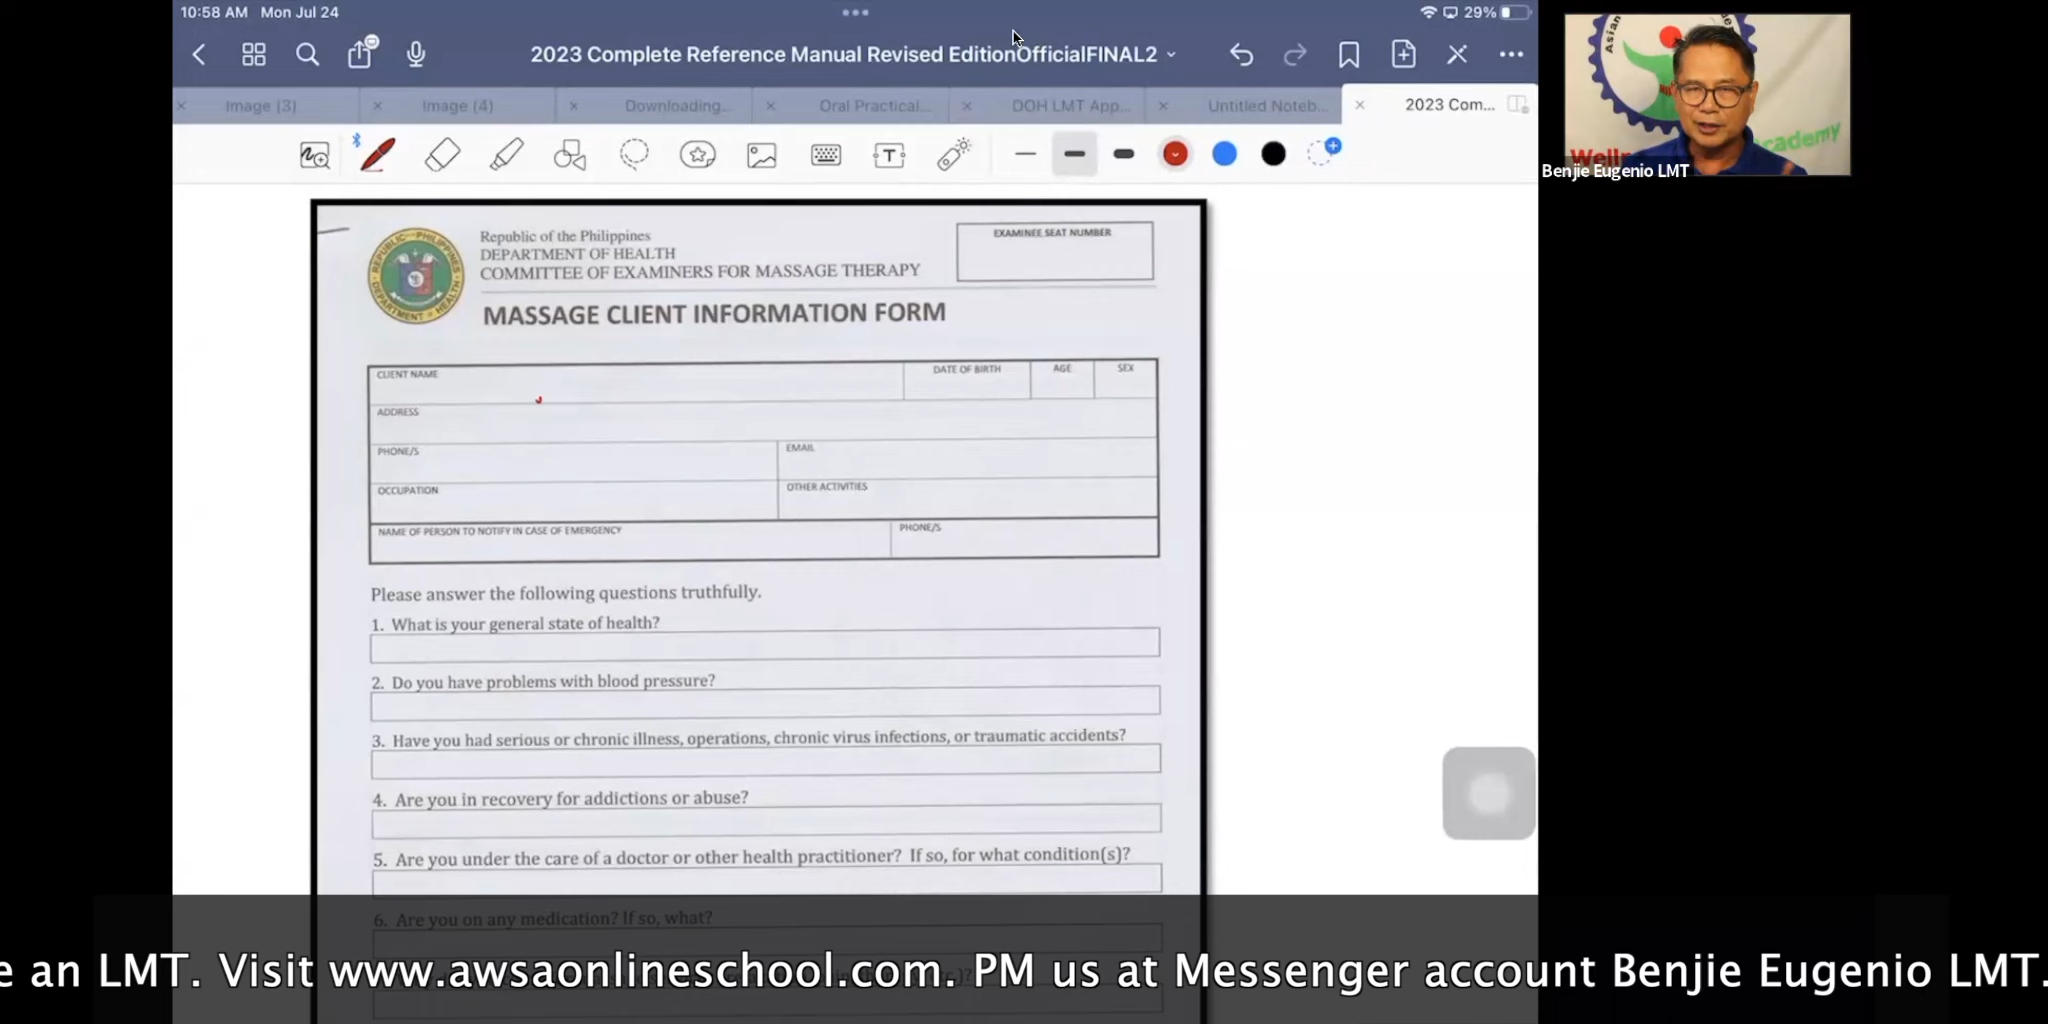 10:58 AM Mon Jul 24
29%
2023 Complete Reference Manual Revised EditionOfficialFINAL2
Image (3)
Image (4)
Downloading...
Oral Practical...
DOH LMT App...
Untitled Noteb...
2023 Com...
Asian
Welln
cademy
Benjie Eugenio LMT
Republic of the Philippines
DEPARTMENT OF HEALTH
COMMITTEE OF EXAMINERS FOR MASSAGE THERAPY
EXAMINEE SEAT NUMBER
REPUBLIC PHILIPPINES
DEPARTMENT OF HEALTH
MASSAGE CLIENT INFORMATION FORM
CLIENT NAME
DATE OF BIRTH
AGE
SEX
ADDRESS
PHONE/S
EMAIL
OCCUPATION
OTHER ACTIVITIES
NAME OF PERSON TO NOTIFY IN CASE OF EMERGENCY
PHONE/S
Please answer the following questions truthfully.
1. What is your general state of health?
2. Do you have problems with blood pressure?
3. Have you had serious or chronic illness, operations, chronic virus infections, or traumatic accidents?
4. Are you in recovery for addictions or abuse?
5. Are you under the care of a doctor or other health practitioner? If so, for what condition(s)?
6. Are you on any medication? If so, what?
e an LMT. Visit www.awsaonlineschool.com. PM us at Messenger account Benjie Eugenio LMT.